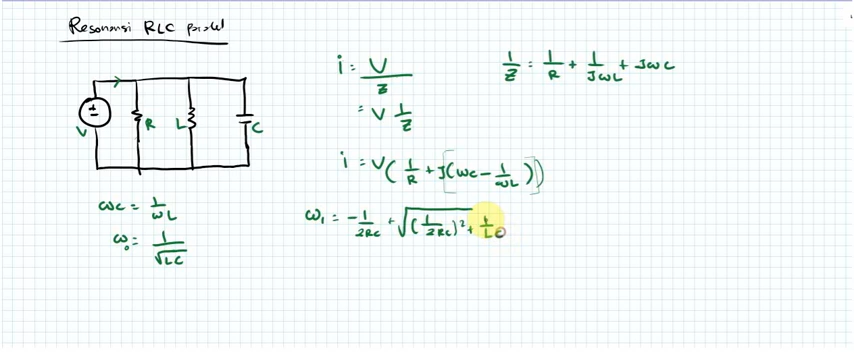 Resonansi RLC paralel
i = V/Z
1/Z = 1/R + 1/JωL + JωC
= V 1/Z
+
-
V
R
L
C
i = V(1/R + J(ωC - 1/ωL))
ωC = 1/ωL
ω₁ = -1/2RC + √(1/2RC)² + 1/LC
ω₀ = 1/√LC